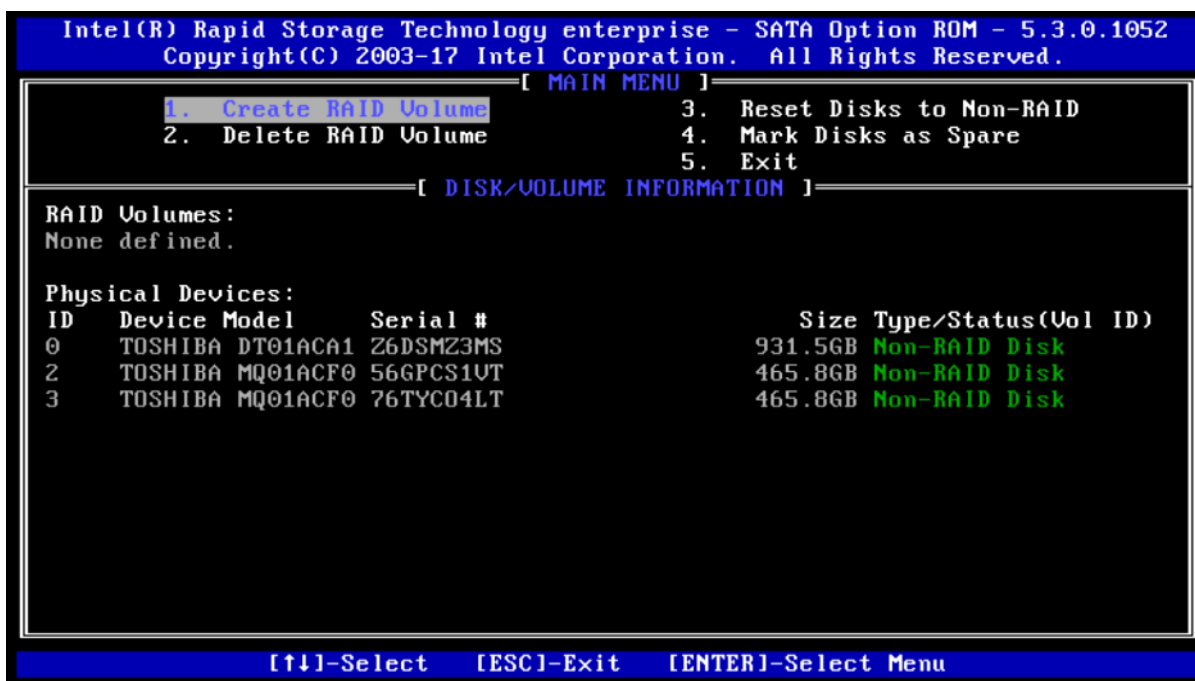 Intel(R) Rapid Storage Technology enterprise - SATA Option ROM - 5.3.0.1052
Copyright(C) 2003-17 Intel Corporation. All Rights Reserved.
[ MAIN MENU ]
1. Create RAID Volume 3. Reset Disks to Non-RAID
2. Delete RAID Volume 4. Mark Disks as Spare
5. Exit
[ DISK/VOLUME INFORMATION ]
RAID Volumes:
None defined.
Physical Devices:
ID Device Model Serial # Size Type/Status(Vol ID)
0 TOSHIBA DT01ACA1 Z6DSMZ3MS 931.5GB Non-RAID Disk
2 TOSHIBA MQ01ACF0 56GPCS1VT 465.8GB Non-RAID Disk
3 TOSHIBA MQ01ACF0 76TYCO4LT 465.8GB Non-RAID Disk
[↑↓]-Select [ESC]-Exit [ENTER]-Select Menu